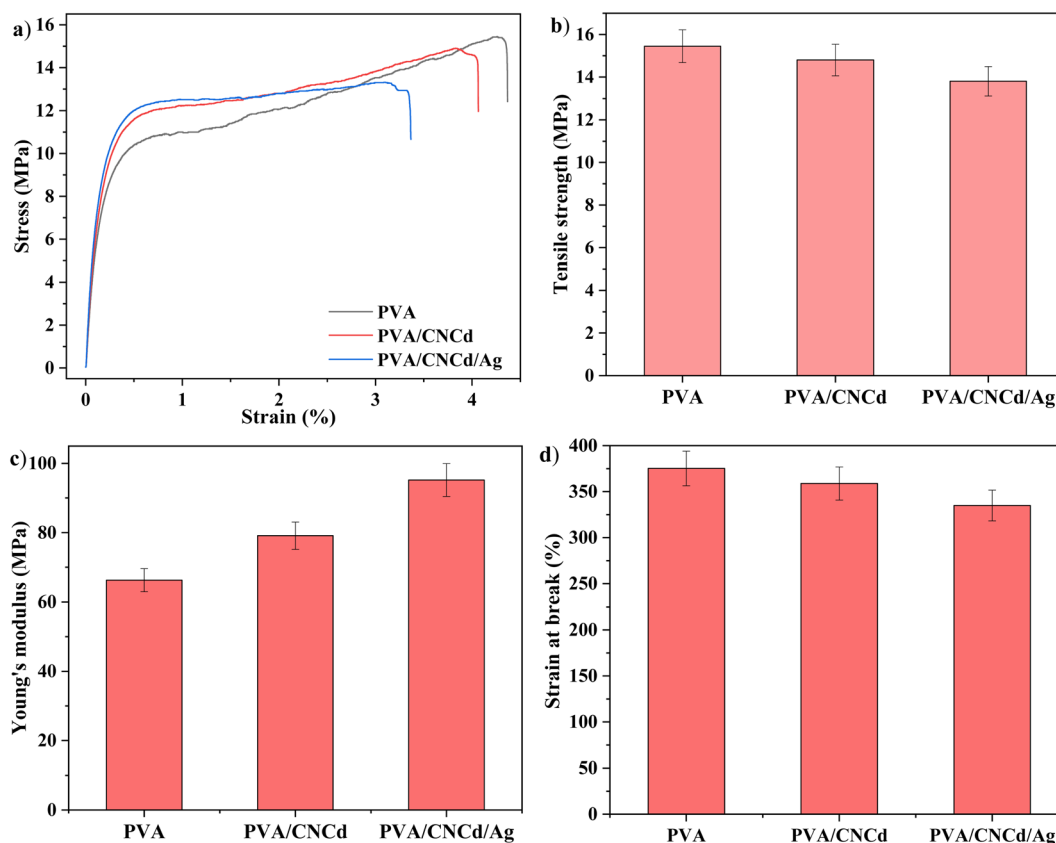 a)
Stress (MPa)
16
14
12
10
8
6
4
2
0
0 1 2 3 4
Strain (%)
PVA
PVA/CNCd
PVA/CNCd/Ag
b)
Tensile strength (MPa)
16
14
12
10
8
6
4
2
0
PVA PVA/CNCd PVA/CNCd/Ag
c)
Young's modulus (MPa)
100
80
60
40
20
0
PVA PVA/CNCd PVA/CNCd/Ag
d)
Strain at break (%)
400
350
300
250
200
150
100
50
0
PVA PVA/CNCd PVA/CNCd/Ag